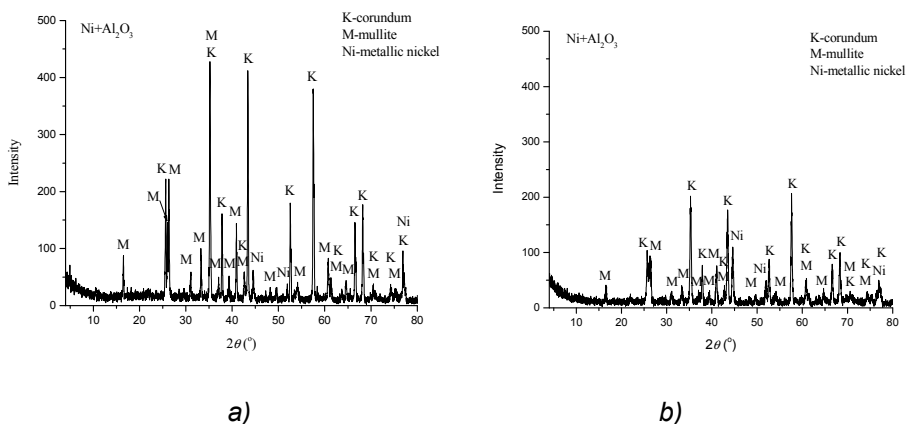 500
400
300
200
100
0
Intensity
Ni+Al₂O₃
K-corundum
M-mullite
Ni-metallic nickel
M
K
K
K
K
M
M
M
M
K
M
M
M
K
M
Ni
M
Ni
K
M
M
K
M
M
K
K
K
M
K
M
Ni
K
10 20 30 40 50 60 70 80
2θ (°)
a)
500
400
300
200
100
0
Intensity
Ni+Al₂O₃
K-corundum
M-mullite
Ni-metallic nickel
M
K
M
M
M
K
M
K
M
K M
K
M
K
Ni
M
Ni
K
M
K
K
M
M
K
K
M
K
K
M
K
Ni
10 20 30 40 50 60 70 80
2θ (°)
b)